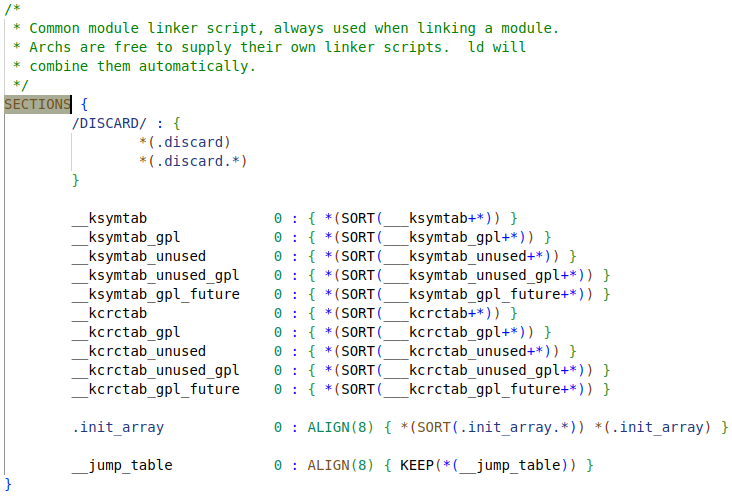 /*
 * Common module linker script, always used when linking a module.
 * Archs are free to supply their own linker scripts.  ld will
 * combine them automatically.
 */
SECTIONS {
        /DISCARD/ : {
                *(.discard)
                *(.discard.*)
        }

        __ksymtab               0 : { *(SORT(___ksymtab+*)) }
        __ksymtab_gpl           0 : { *(SORT(___ksymtab_gpl+*)) }
        __ksymtab_unused        0 : { *(SORT(___ksymtab_unused+*)) }
        __ksymtab_unused_gpl    0 : { *(SORT(___ksymtab_unused_gpl+*)) }
        __ksymtab_gpl_future    0 : { *(SORT(___ksymtab_gpl_future+*)) }
        __kcrctab               0 : { *(SORT(___kcrctab+*)) }
        __kcrctab_gpl           0 : { *(SORT(___kcrctab_gpl+*)) }
        __kcrctab_unused        0 : { *(SORT(___kcrctab_unused+*)) }
        __kcrctab_unused_gpl    0 : { *(SORT(___kcrctab_unused_gpl+*)) }
        __kcrctab_gpl_future    0 : { *(SORT(___kcrctab_gpl_future+*)) }

        .init_array             0 : ALIGN(8) { *(SORT(.init_array.*)) *(.init_array) }

        __jump_table            0 : ALIGN(8) { KEEP(*(__jump_table)) }
}